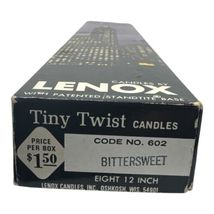 CANDLES BY
LENOX
WITH PATENTED "STANDTITE" BASE
Tiny Twist CANDLES
PRICE
PER BOX
$1.50
CODE NO. 602
BITTERSWEET
EIGHT 12 INCH
LENOX CANDLES INC. OSHKOSH, WIS. 54901